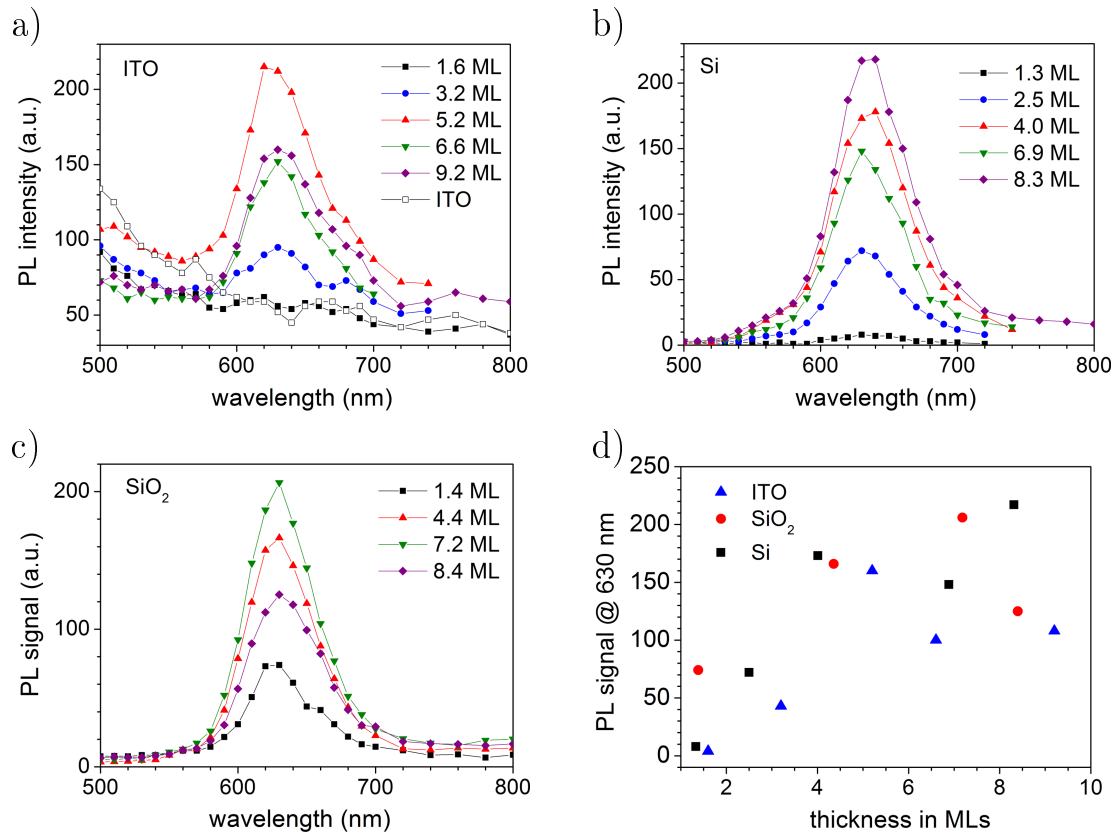 a)
ITO
1.6 ML
3.2 ML
5.2 ML
6.6 ML
9.2 ML
ITO
PL intensity (a.u.)
200
150
100
50
500 600 700 800
wavelength (nm)
b)
Si
1.3 ML
2.5 ML
4.0 ML
6.9 ML
8.3 ML
PL intensity (a.u.)
200
150
100
50
0
500 600 700 800
wavelength (nm)
c)
SiO₂
1.4 ML
4.4 ML
7.2 ML
8.4 ML
PL signal (a.u.)
200
100
0
500 600 700 800
wavelength (nm)
d)
ITO
SiO₂
Si
PL signal @ 630 nm
250
200
150
100
50
0
2 4 6 8 10
thickness in MLs